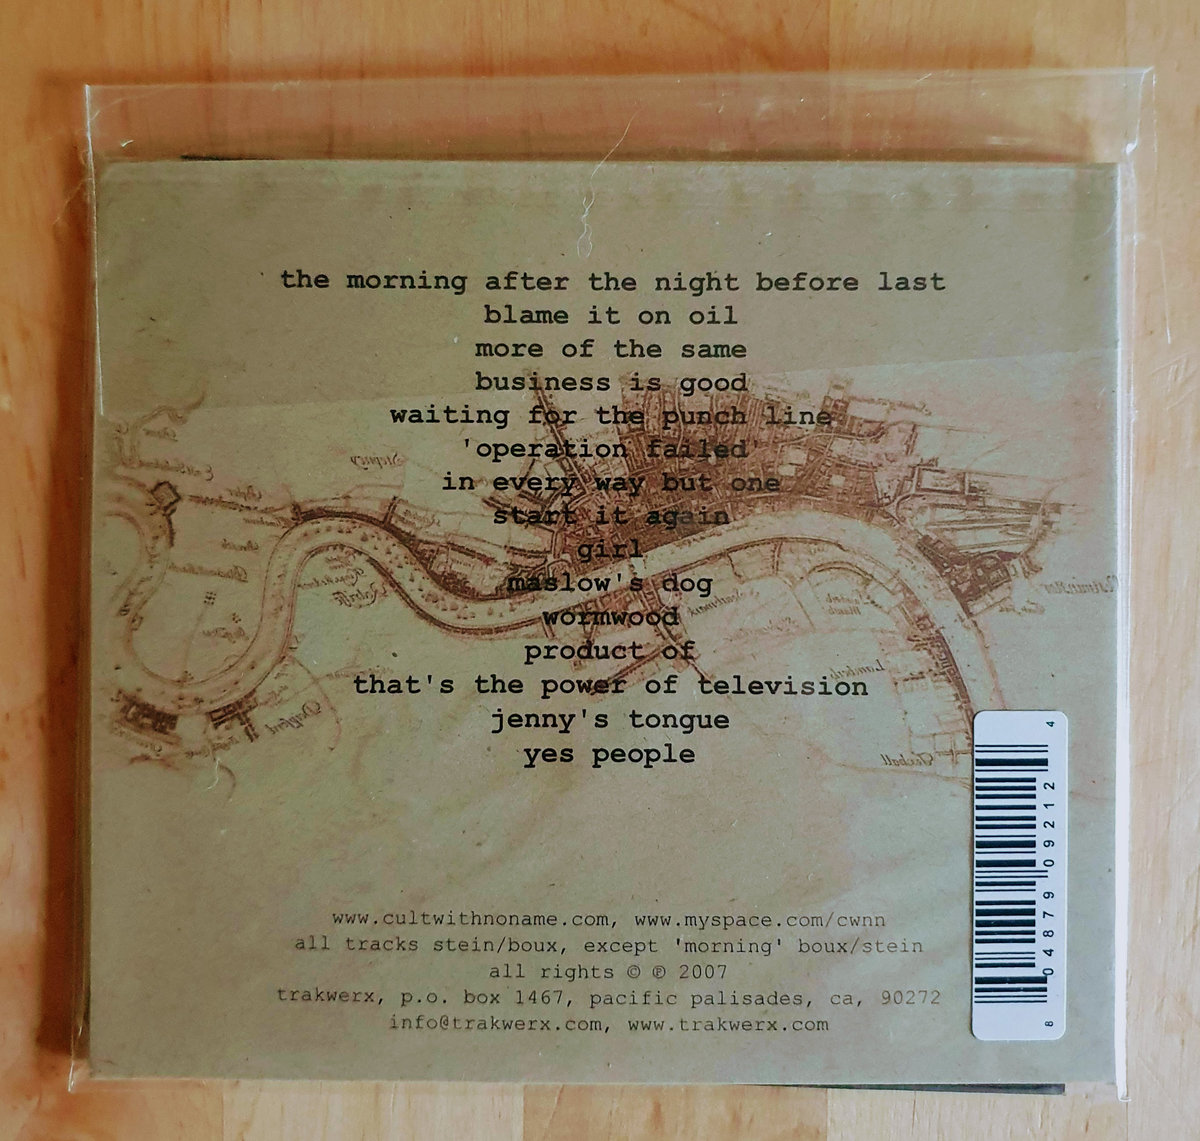 the morning after the night before last
blame it on oil
more of the same
business is good
waiting for the punch line
'operation failed'
in every way but one
start it again
girl
maslow's dog
wormwood
product of
that's the power of television
jenny's tongue
yes people
Stepney
Deptford
Lambeth
www.cultwithnoname.com, www.myspace.com/cwnn
all tracks stein/boux, except 'morning' boux/stein
all rights © ℗ 2007
trakwerx, p.o. box 1467, pacific palisades, ca, 90272
info@trakwerx.com, www.trakwerx.com
8 04879 09212 4